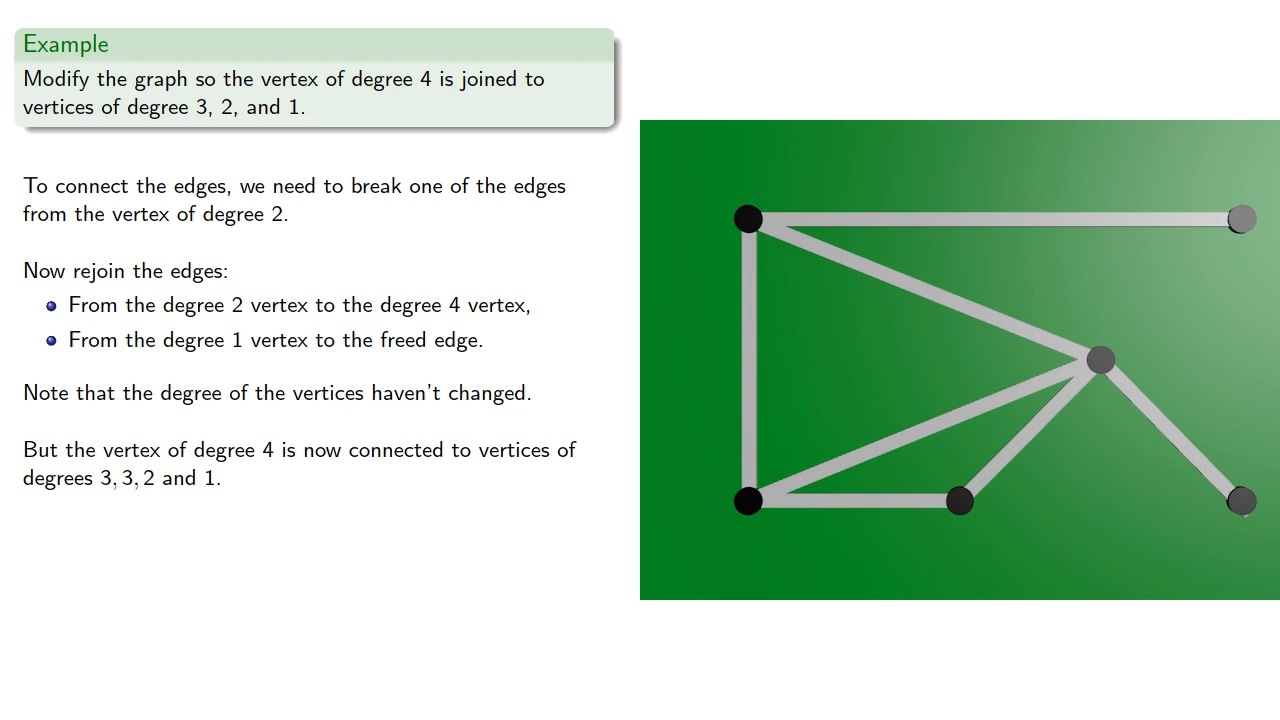 Example
Modify the graph so the vertex of degree 4 is joined to
vertices of degree 3, 2, and 1.
To connect the edges, we need to break one of the edges
from the vertex of degree 2.
Now rejoin the edges:
From the degree 2 vertex to the degree 4 vertex,
From the degree 1 vertex to the freed edge.
Note that the degree of the vertices haven't changed.
But the vertex of degree 4 is now connected to vertices of
degrees 3, 3, 2 and 1.